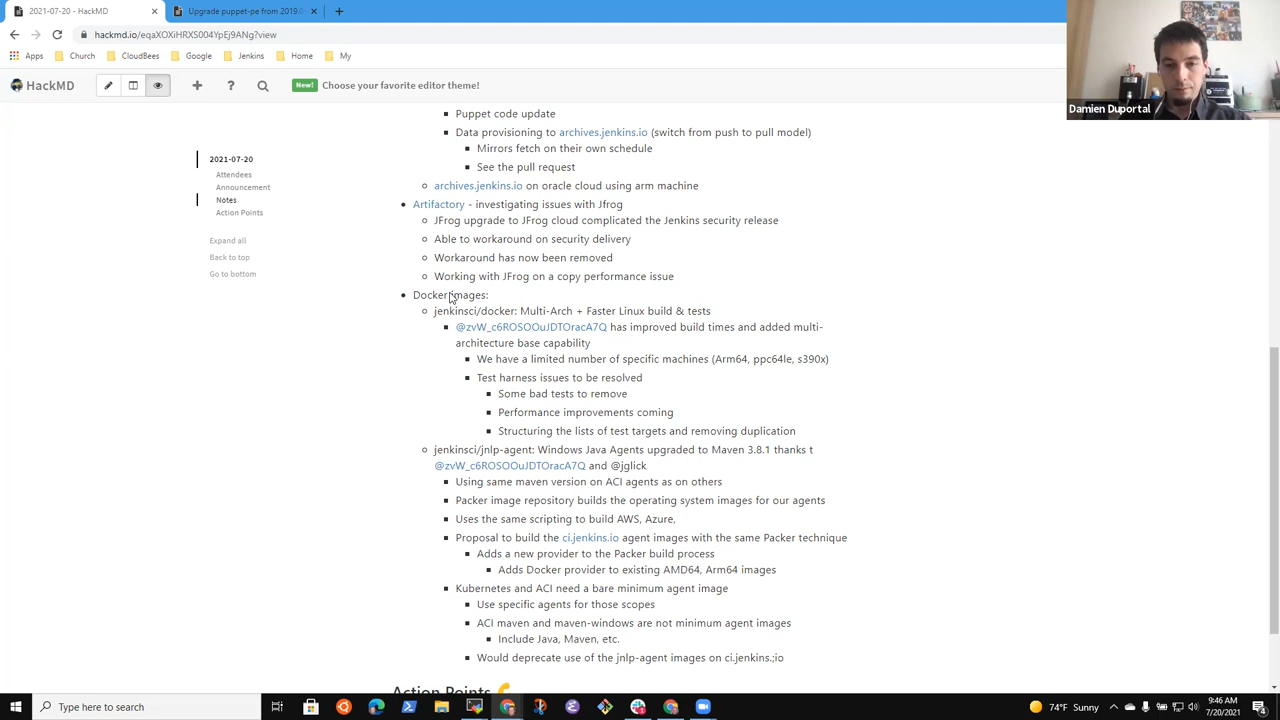 2021-07-20 - HackMD
Upgrade puppet-pe from 2019.0
hackmd.io/eqaXOXiHRXS004YpEj9ANg?view
Apps
Church
CloudBees
Google
Jenkins
Home
My
HackMD
New!
Choose your favorite editor theme!
Damien Duportal
2021-07-20
Attendees
Announcement
Notes
Action Points
Expand all
Back to top
Go to bottom
Puppet code update
Data provisioning to archives.jenkins.io (switch from push to pull model)
Mirrors fetch on their own schedule
See the pull request
archives.jenkins.io on oracle cloud using arm machine
Artifactory - investigating issues with Jfrog
JFrog upgrade to JFrog cloud complicated the Jenkins security release
Able to workaround on security delivery
Workaround has now been removed
Working with JFrog on a copy performance issue
Docker images:
jenkinsci/docker: Multi-Arch + Faster Linux build & tests
@zvW_c6ROSOOuJDTOracA7Q has improved build times and added multi-
architecture base capability
We have a limited number of specific machines (Arm64, ppc64le, s390x)
Test harness issues to be resolved
Some bad tests to remove
Performance improvements coming
Structuring the lists of test targets and removing duplication
jenkinsci/jnlp-agent: Windows Java Agents upgraded to Maven 3.8.1 thanks t
@zvW_c6ROSOOuJDTOracA7Q and @jglick
Using same maven version on ACI agents as on others
Packer image repository builds the operating system images for our agents
Uses the same scripting to build AWS, Azure,
Proposal to build the ci.jenkins.io agent images with the same Packer technique
Adds a new provider to the Packer build process
Adds Docker provider to existing AMD64, Arm64 images
Kubernetes and ACI need a bare minimum agent image
Use specific agents for those scopes
ACI maven and maven-windows are not minimum agent images
Include Java, Maven, etc.
Would deprecate use of the jnlp-agent images on ci.jenkins.;io
Action Points
Type here to search
74°F Sunny
9:46 AM
7/20/2021